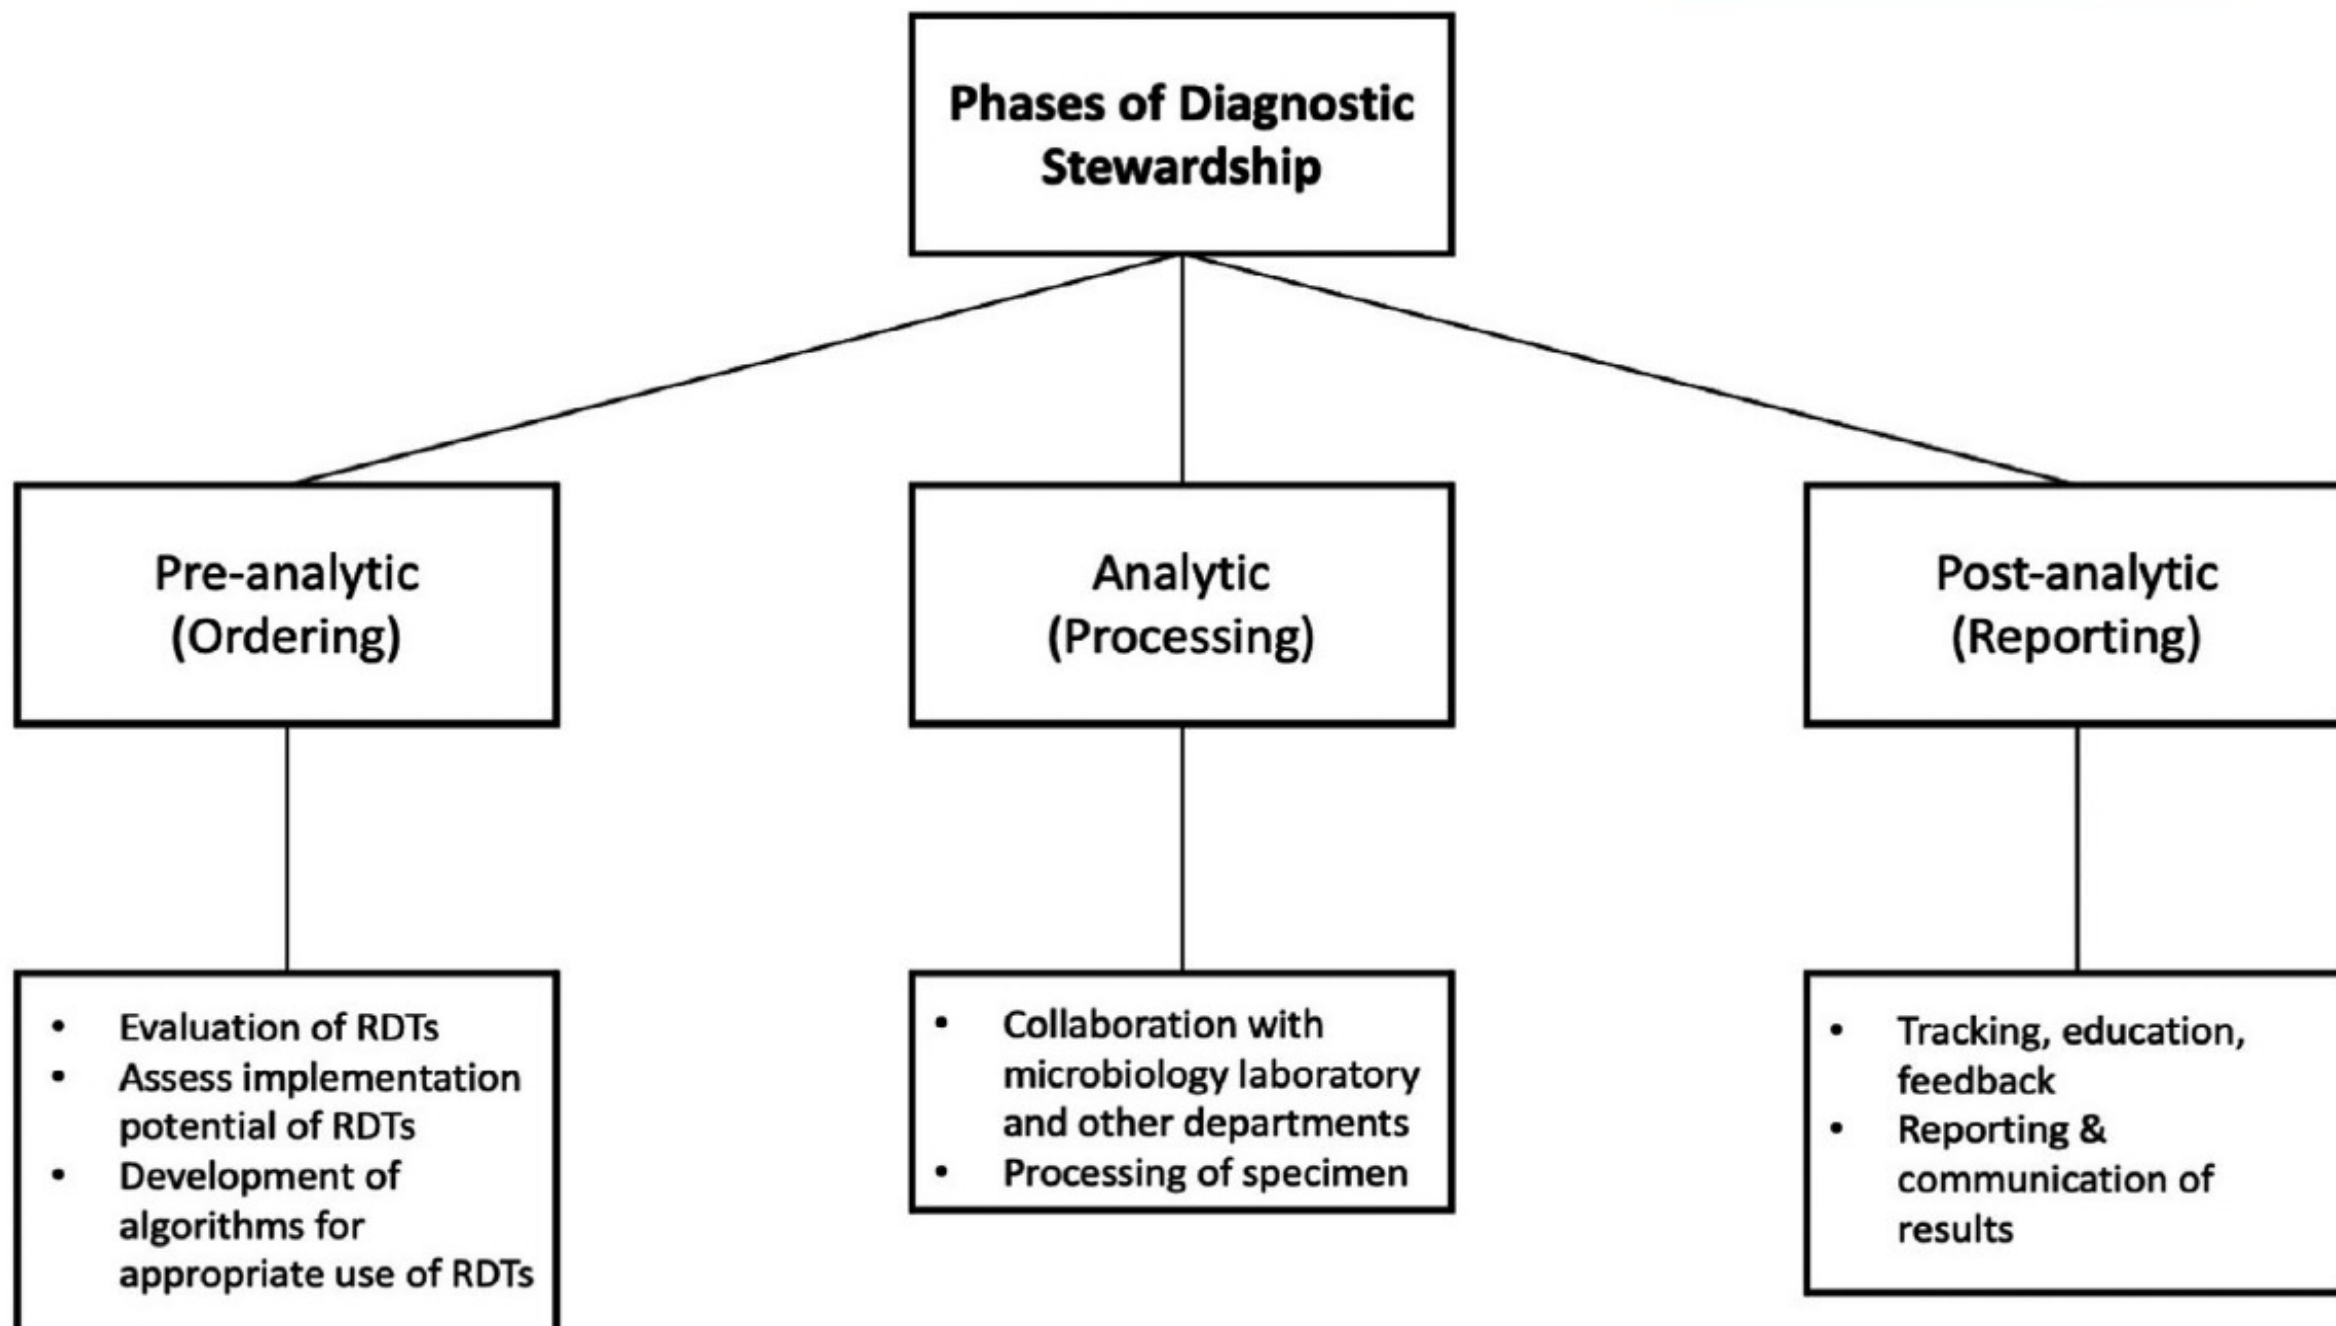 Phases of Diagnostic
Stewardship
Pre-analytic
(Ordering)
Analytic
(Processing)
Post-analytic
(Reporting)
• Evaluation of RDTs
• Assess implementation
potential of RDTs
• Development of
algorithms for
appropriate use of RDTs
• Collaboration with
microbiology laboratory
and other departments
• Processing of specimen
• Tracking, education,
feedback
• Reporting &
communication of
results